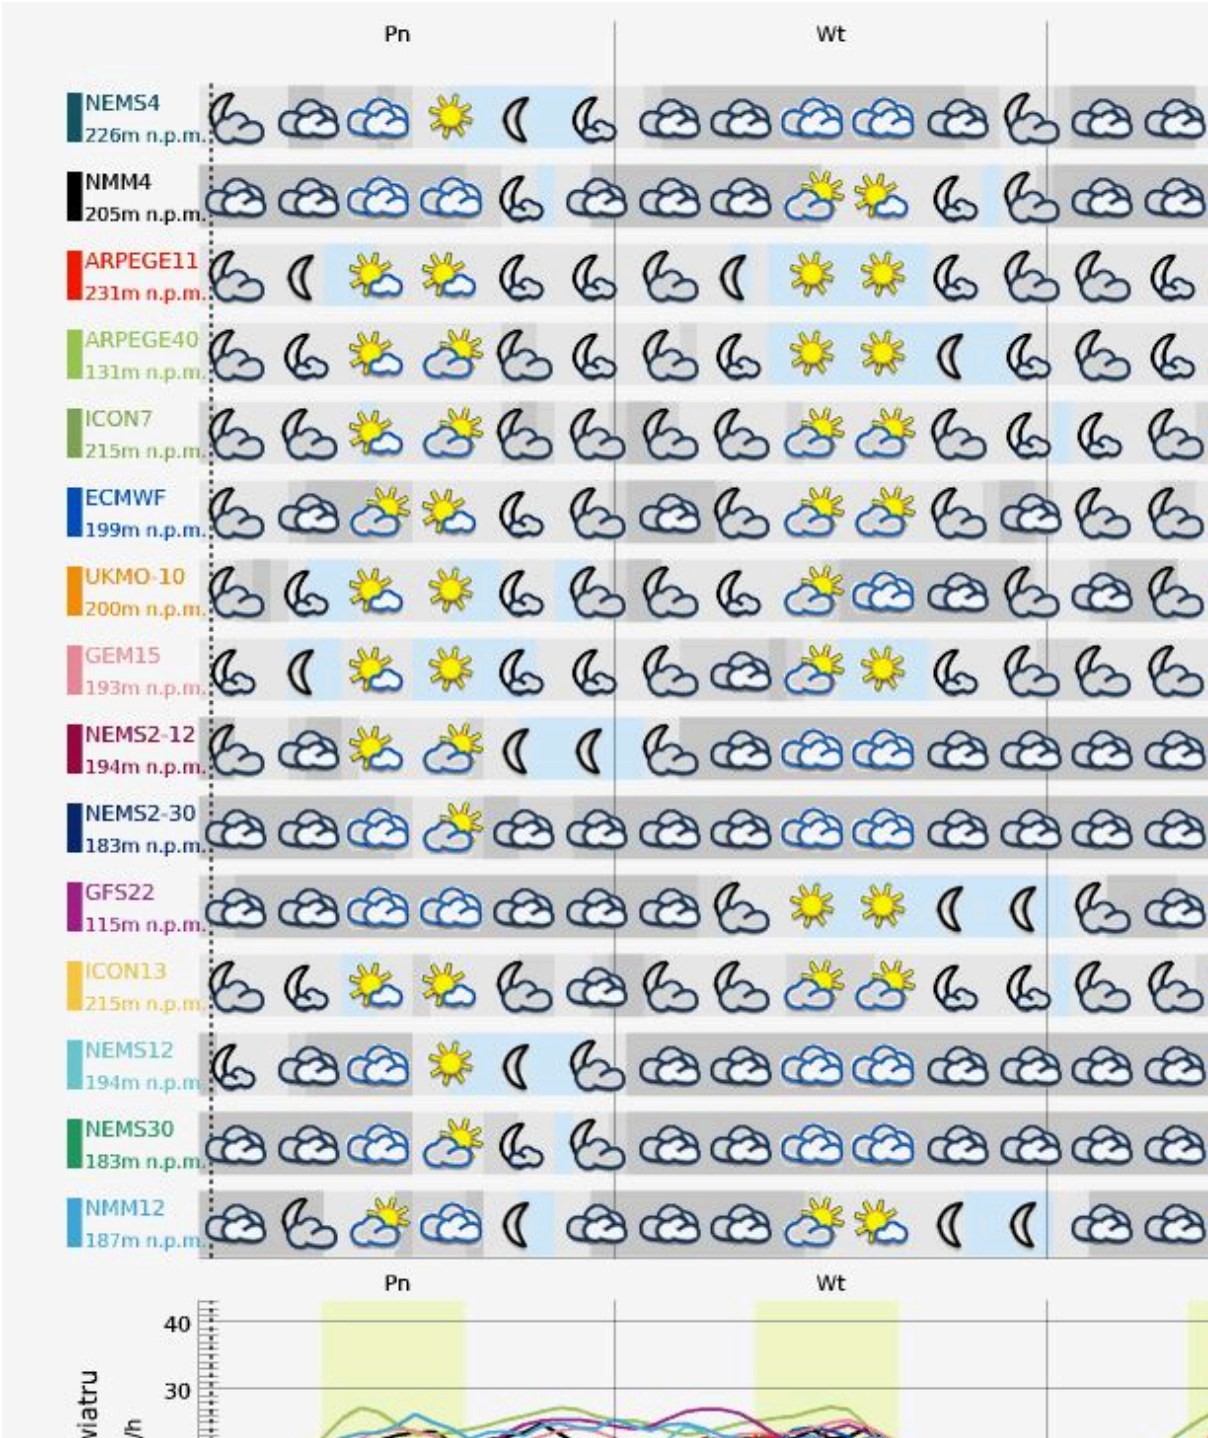 Pn Wt
NEMS4
226m n.p.m.
NMM4
205m n.p.m.
ARPEGE11
231m n.p.m.
ARPEGE40
131m n.p.m.
ICON7
215m n.p.m.
ECMWF
199m n.p.m.
UKMO-10
200m n.p.m.
GEM15
193m n.p.m.
NEMS2-12
194m n.p.m.
NEMS2-30
183m n.p.m.
GFS22
115m n.p.m.
ICON13
215m n.p.m.
NEMS12
194m n.p.m.
NEMS30
183m n.p.m.
NMM12
187m n.p.m.
Pn Wt
40
30
viatru
/h